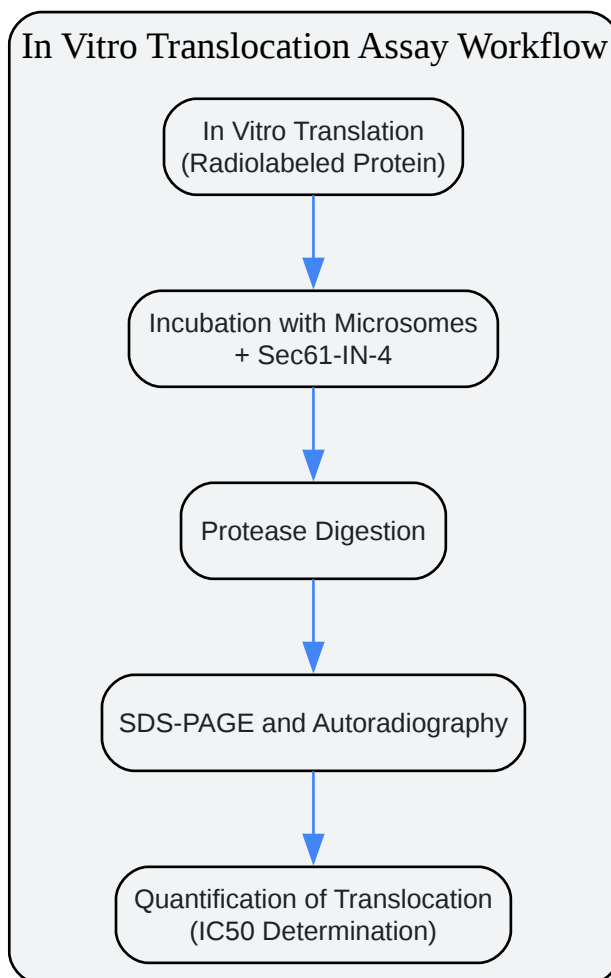 In Vitro Translocation Assay Workflow
In Vitro Translation
(Radiolabeled Protein)
Incubation with Microsomes
+ Sec61-IN-4
Protease Digestion
SDS-PAGE and Autoradiography
Quantification of Translocation
(IC50 Determination)